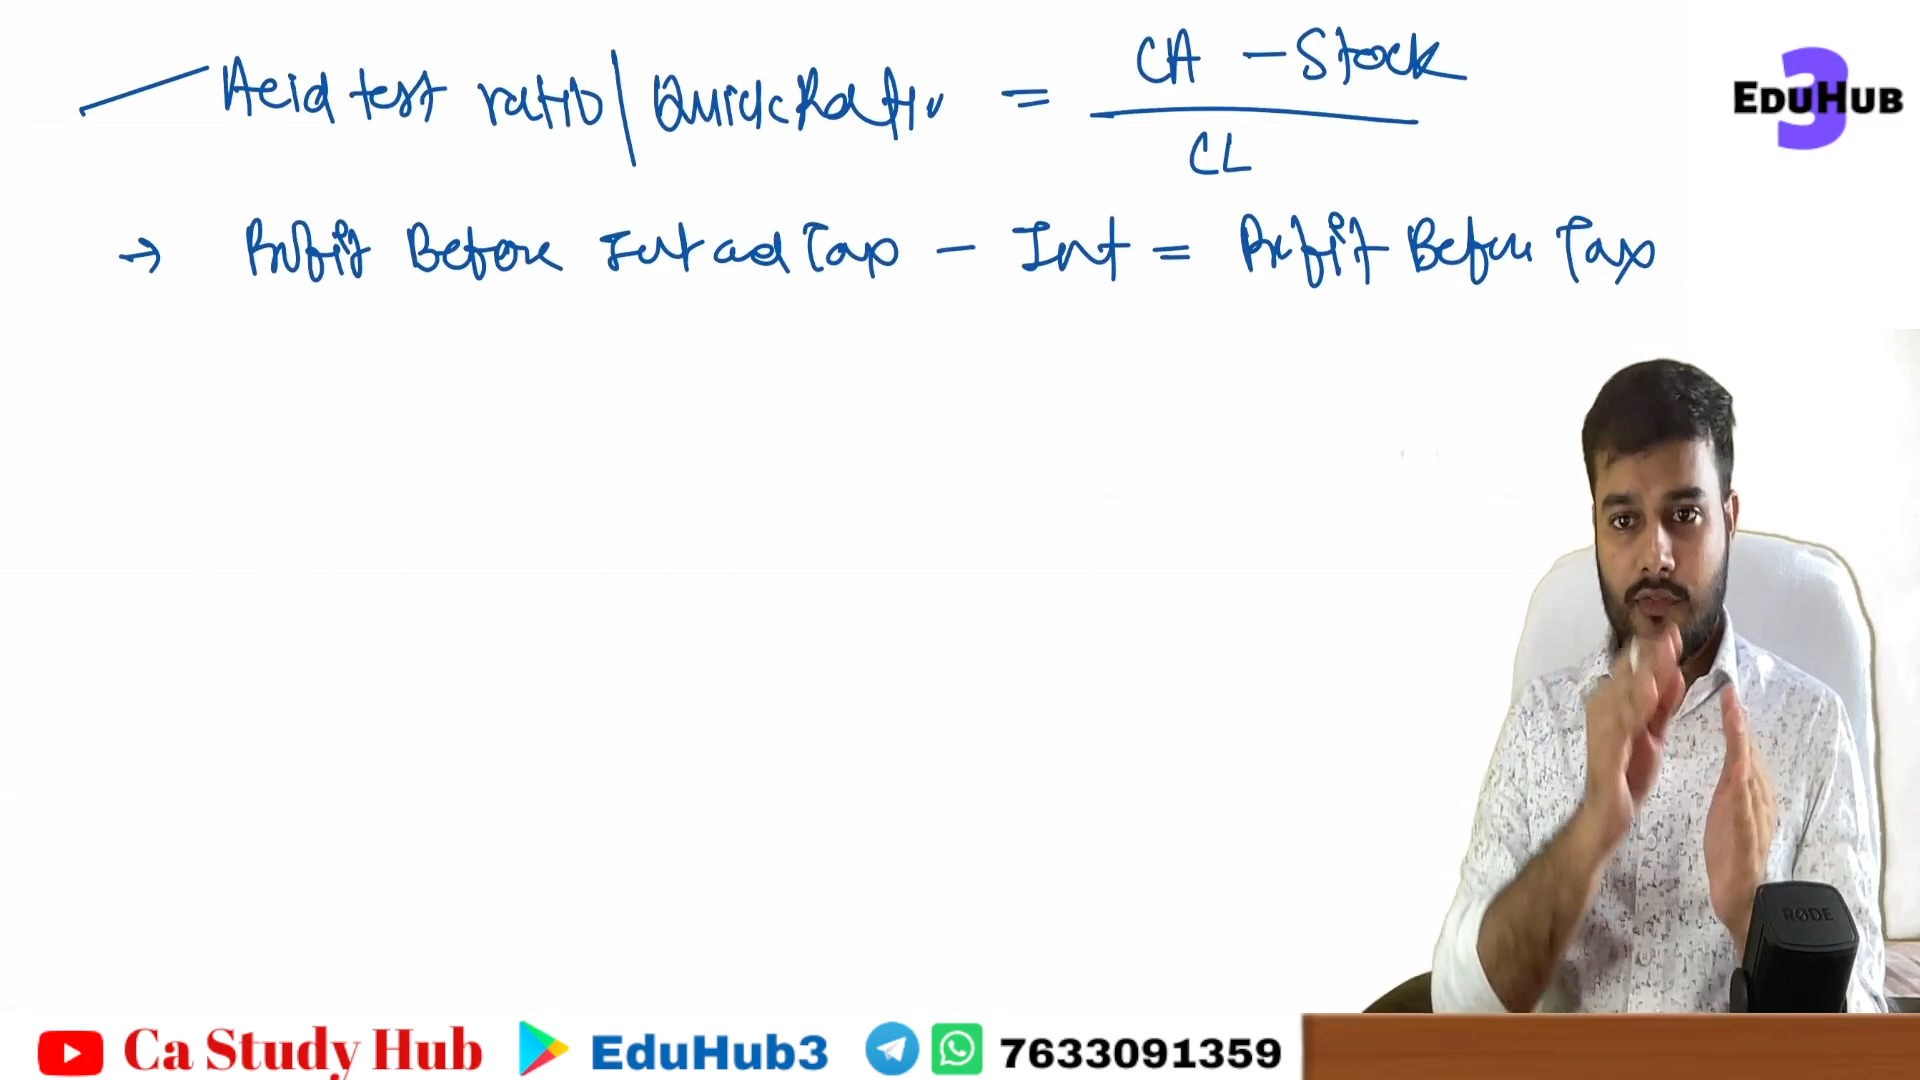 Acid test ratio | Quick Ratio = CA - Stock
CL
→ Profit Before Int and Tax - Int = Profit Before Tax
3
EDUHUB
RØDE
Ca Study Hub EduHub3 7633091359